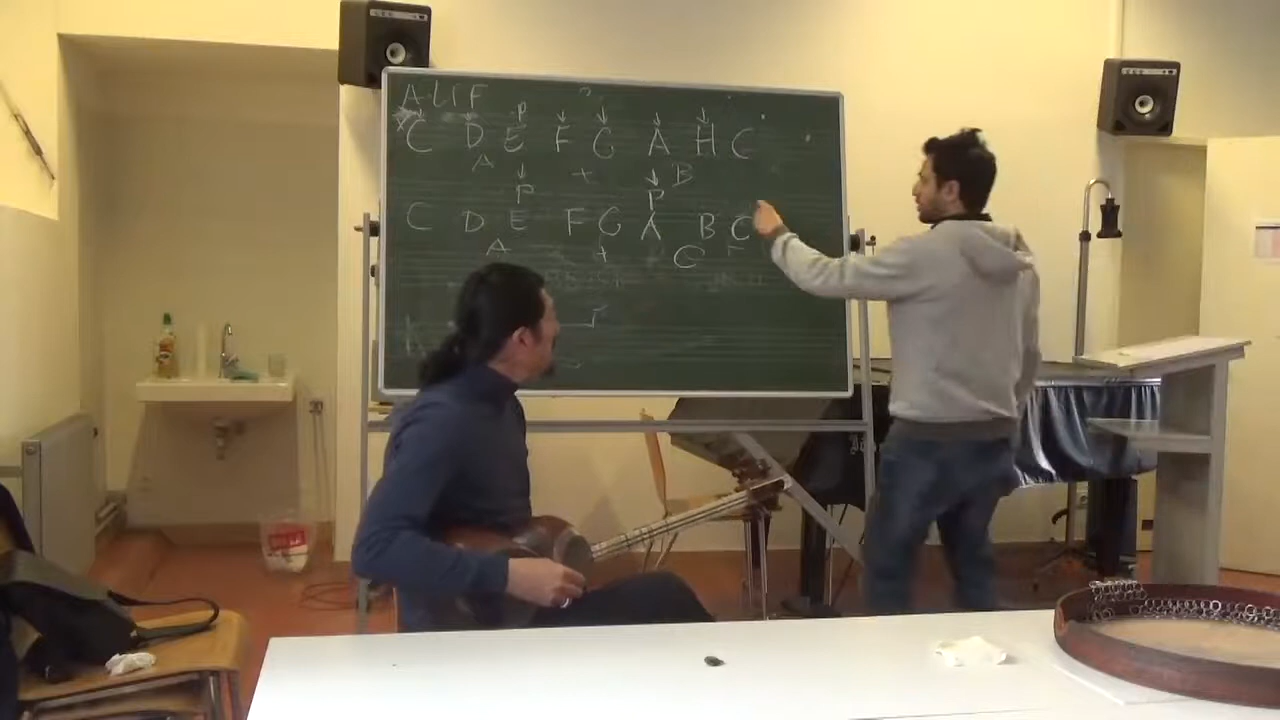 ALIF
P
C D E F G A H C
A + B
P P
C D E F G A B C
A + C F